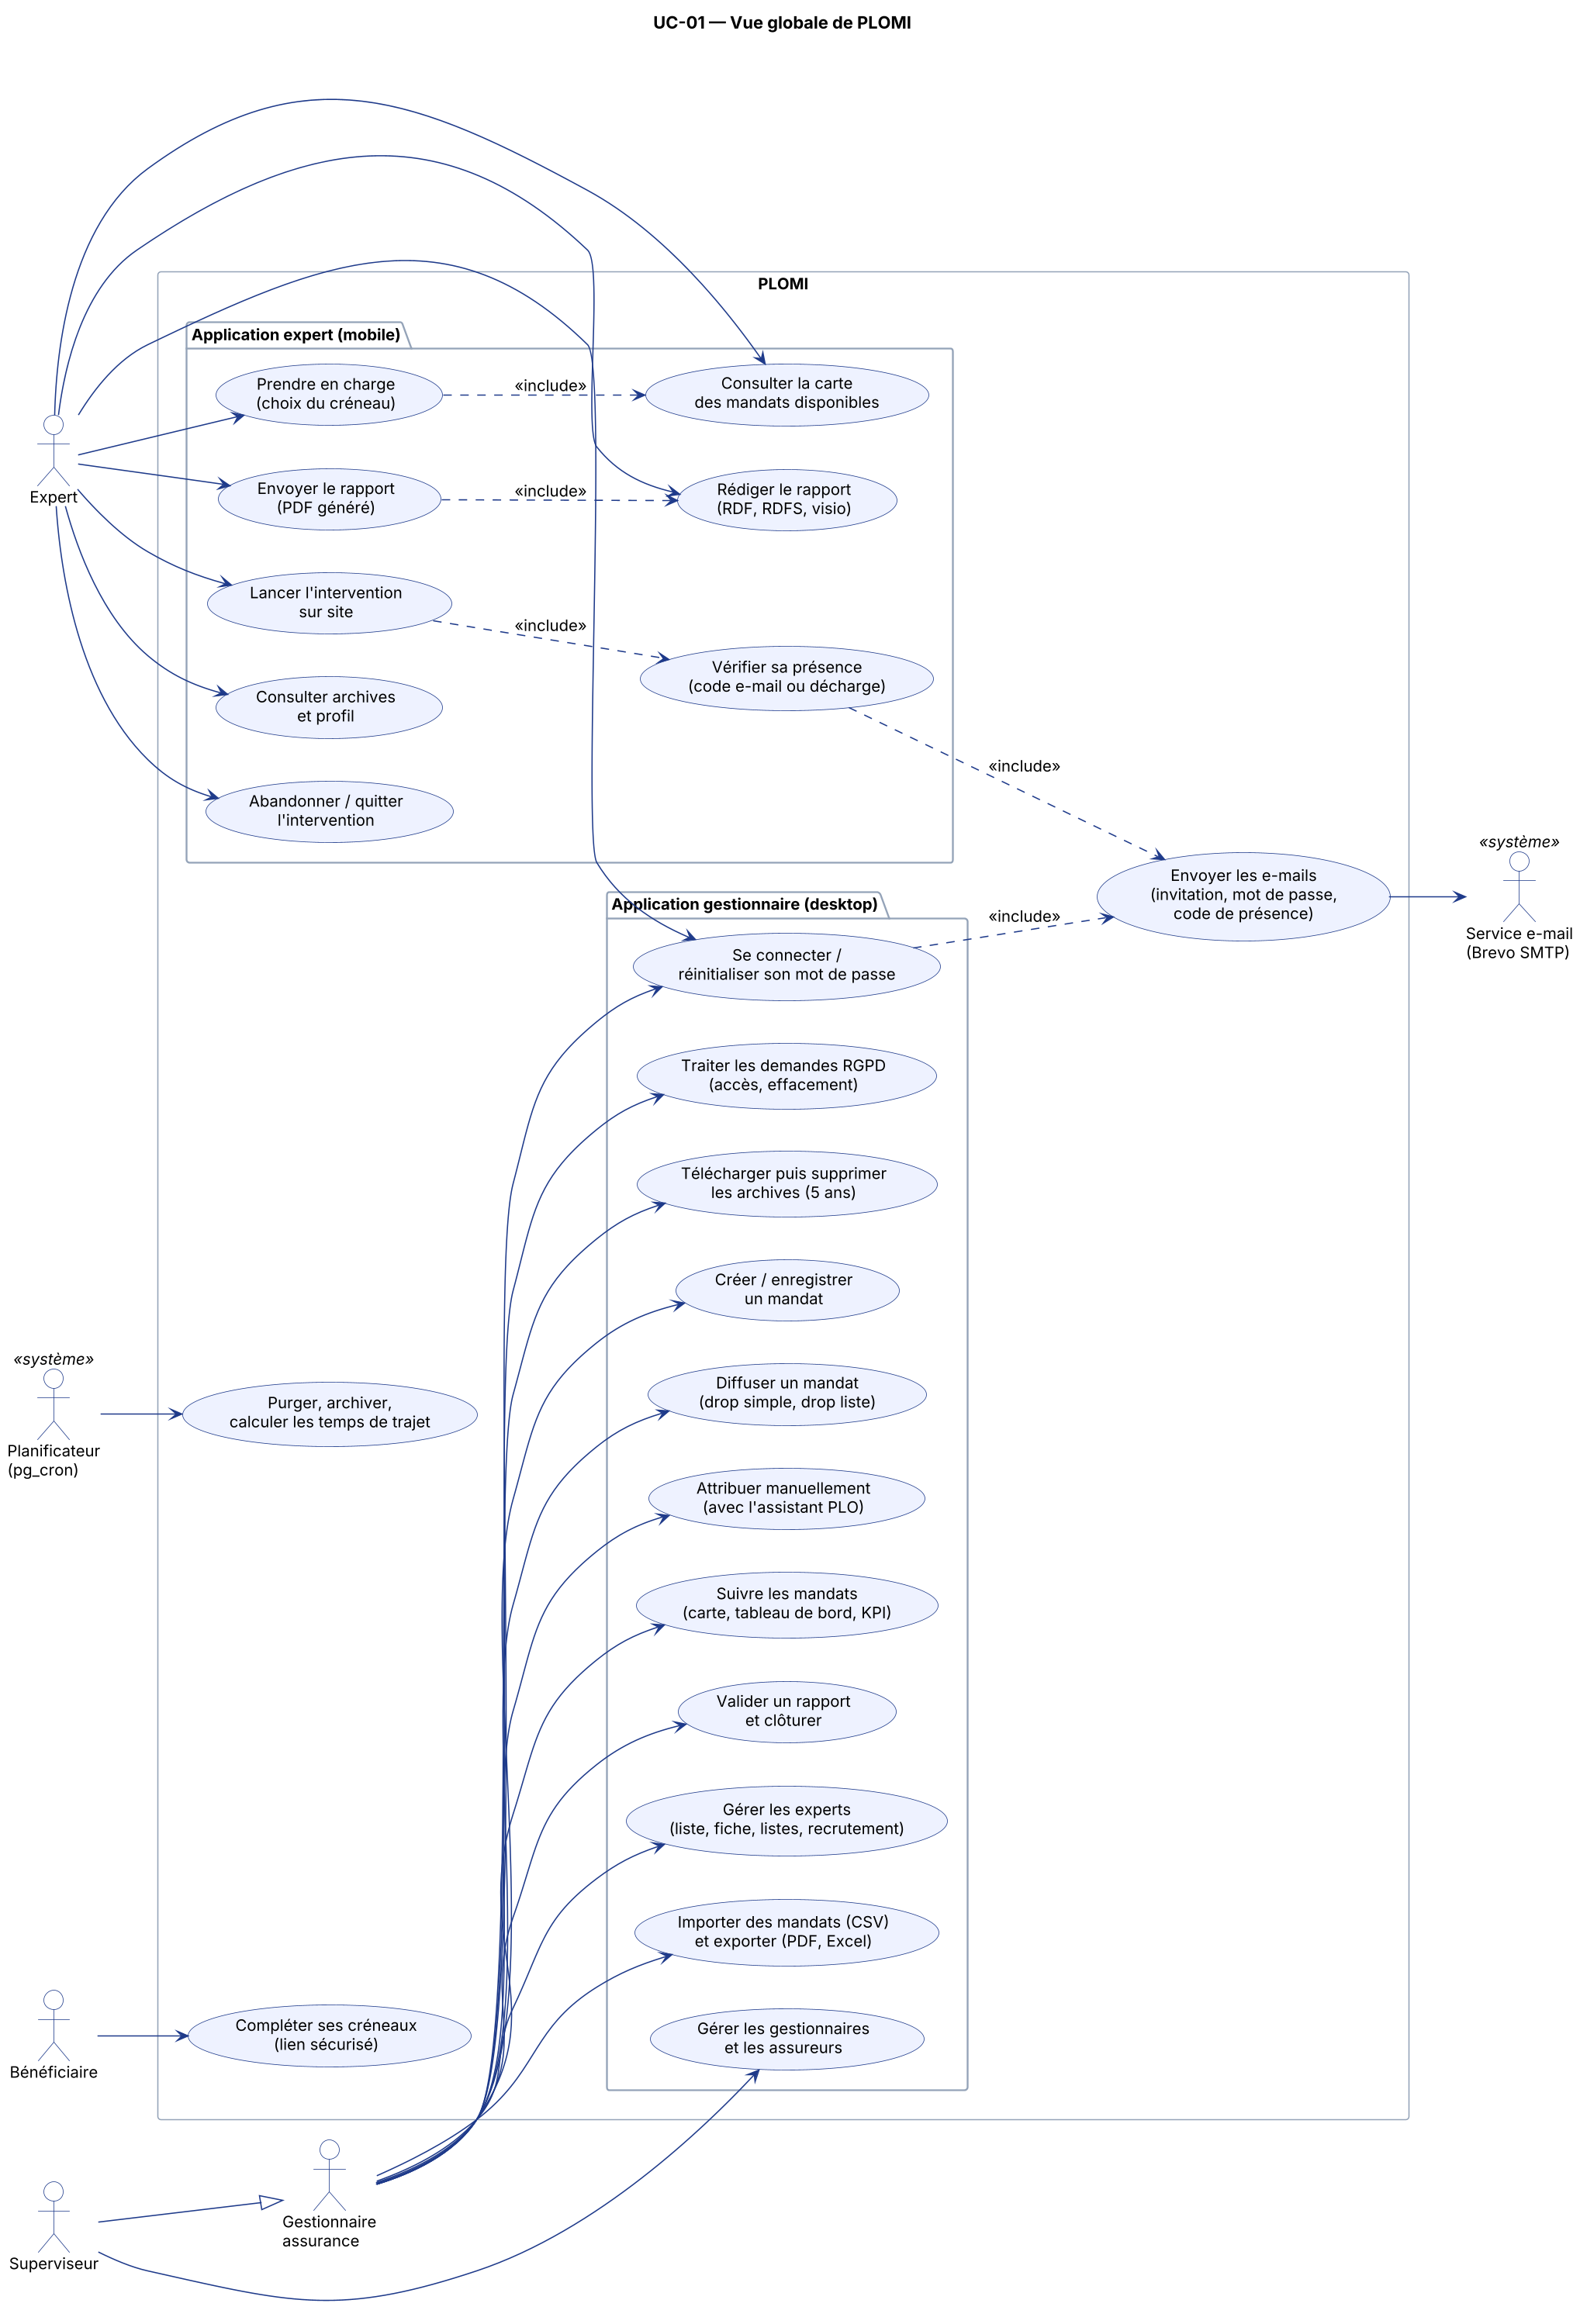 UC-01 — Vue globale de PLOMI
PLOMI
Application expert (mobile)
Prendre en charge
(choix du créneau)
«include»
Consulter la carte
des mandats disponibles
Expert
Envoyer le rapport
(PDF généré)
«include»
Rédiger le rapport
(RDF, RDFS, visio)
Lancer l'intervention
sur site
«include»
Vérifier sa présence
(code e-mail ou décharge)
Consulter archives
et profil
«include»
Abandonner / quitter
l'intervention
Envoyer les e-mails
(invitation, mot de passe,
code de présence)
«système»
Service e-mail
(Brevo SMTP)
Application gestionnaire (desktop)
«include»
Se connecter /
réinitialiser son mot de passe
Traiter les demandes RGPD
(accès, effacement)
Télécharger puis supprimer
les archives (5 ans)
Créer / enregistrer
un mandat
«système»
Planificateur
(pg_cron)
Purger, archiver,
calculer les temps de trajet
Diffuser un mandat
(drop simple, drop liste)
Attribuer manuellement
(avec l'assistant PLO)
Suivre les mandats
(carte, tableau de bord, KPI)
Valider un rapport
et clôturer
Gérer les experts
(liste, fiche, listes, recrutement)
Importer des mandats (CSV)
et exporter (PDF, Excel)
Bénéficiaire
Compléter ses créneaux
(lien sécurisé)
Gérer les gestionnaires
et les assureurs
Gestionnaire
assurance
Superviseur